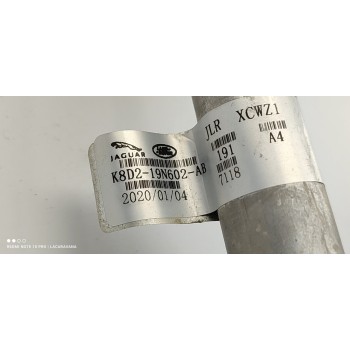 JAGUAR
K8D2-19N602-AB
2020/01/04
JLR XCWZ1
191 A4
7118